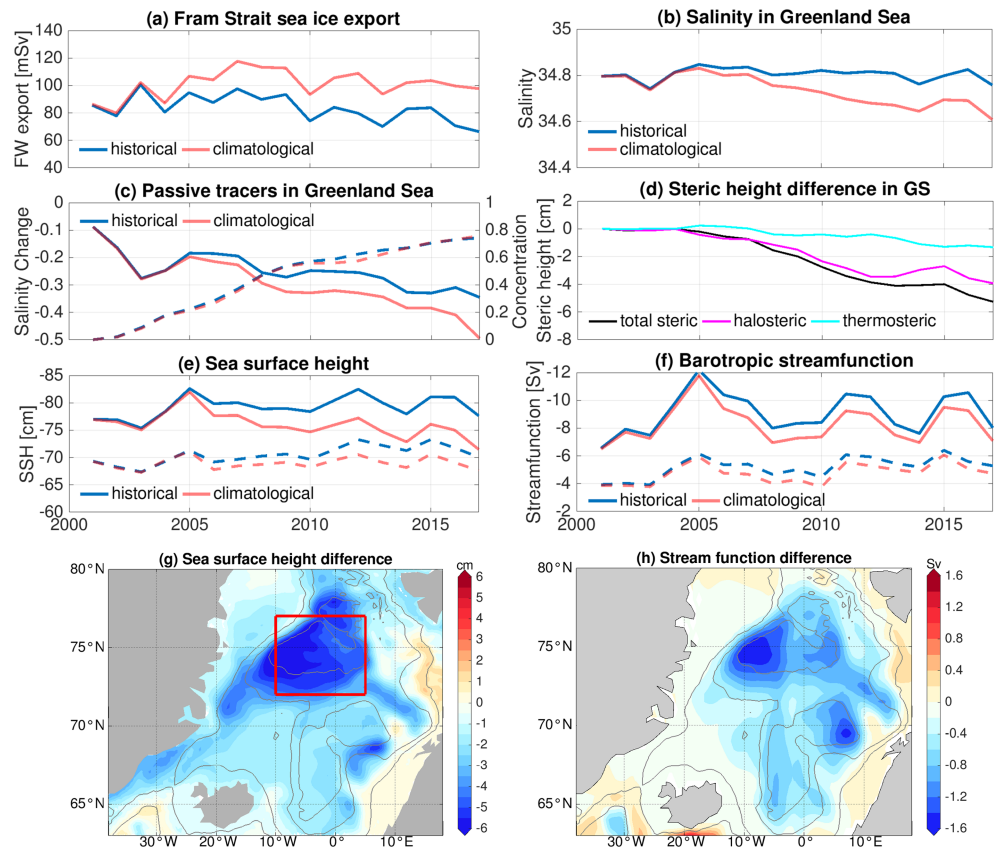 (a) Fram Strait sea ice export
FW export [mSv]
140
120
100
80
60
40
historical
climatological
(b) Salinity in Greenland Sea
Salinity
35
34.8
34.6
34.4
historical
climatological
(c) Passive tracers in Greenland Sea
Salinity Change
0
-0.1
-0.2
-0.3
-0.4
-0.5
historical
climatological
1
0.8
0.6
0.4
0.2
0
Concentration
(d) Steric height difference in GS
Steric height [cm]
2
0
-2
-4
-6
-8
total steric
halosteric
thermosteric
(e) Sea surface height
SSH [cm]
-85
-80
-75
-70
-65
-60
historical
climatological
2000
2005
2010
2015
(f) Barotropic streamfunction
Streamfunction [Sv]
-12
-10
-8
-6
-4
-2
historical
climatological
2000
2005
2010
2015
(g) Sea surface height difference
cm
80°N
75°N
70°N
65°N
30°W
20°W
10°W
0°
10°E
6
5
4
3
2
1
0
-1
-2
-3
-4
-5
-6
(h) Stream function difference
Sv
80°N
75°N
70°N
65°N
30°W
20°W
10°W
0°
10°E
1.6
1.2
0.8
0.4
0
-0.4
-0.8
-1.2
-1.6